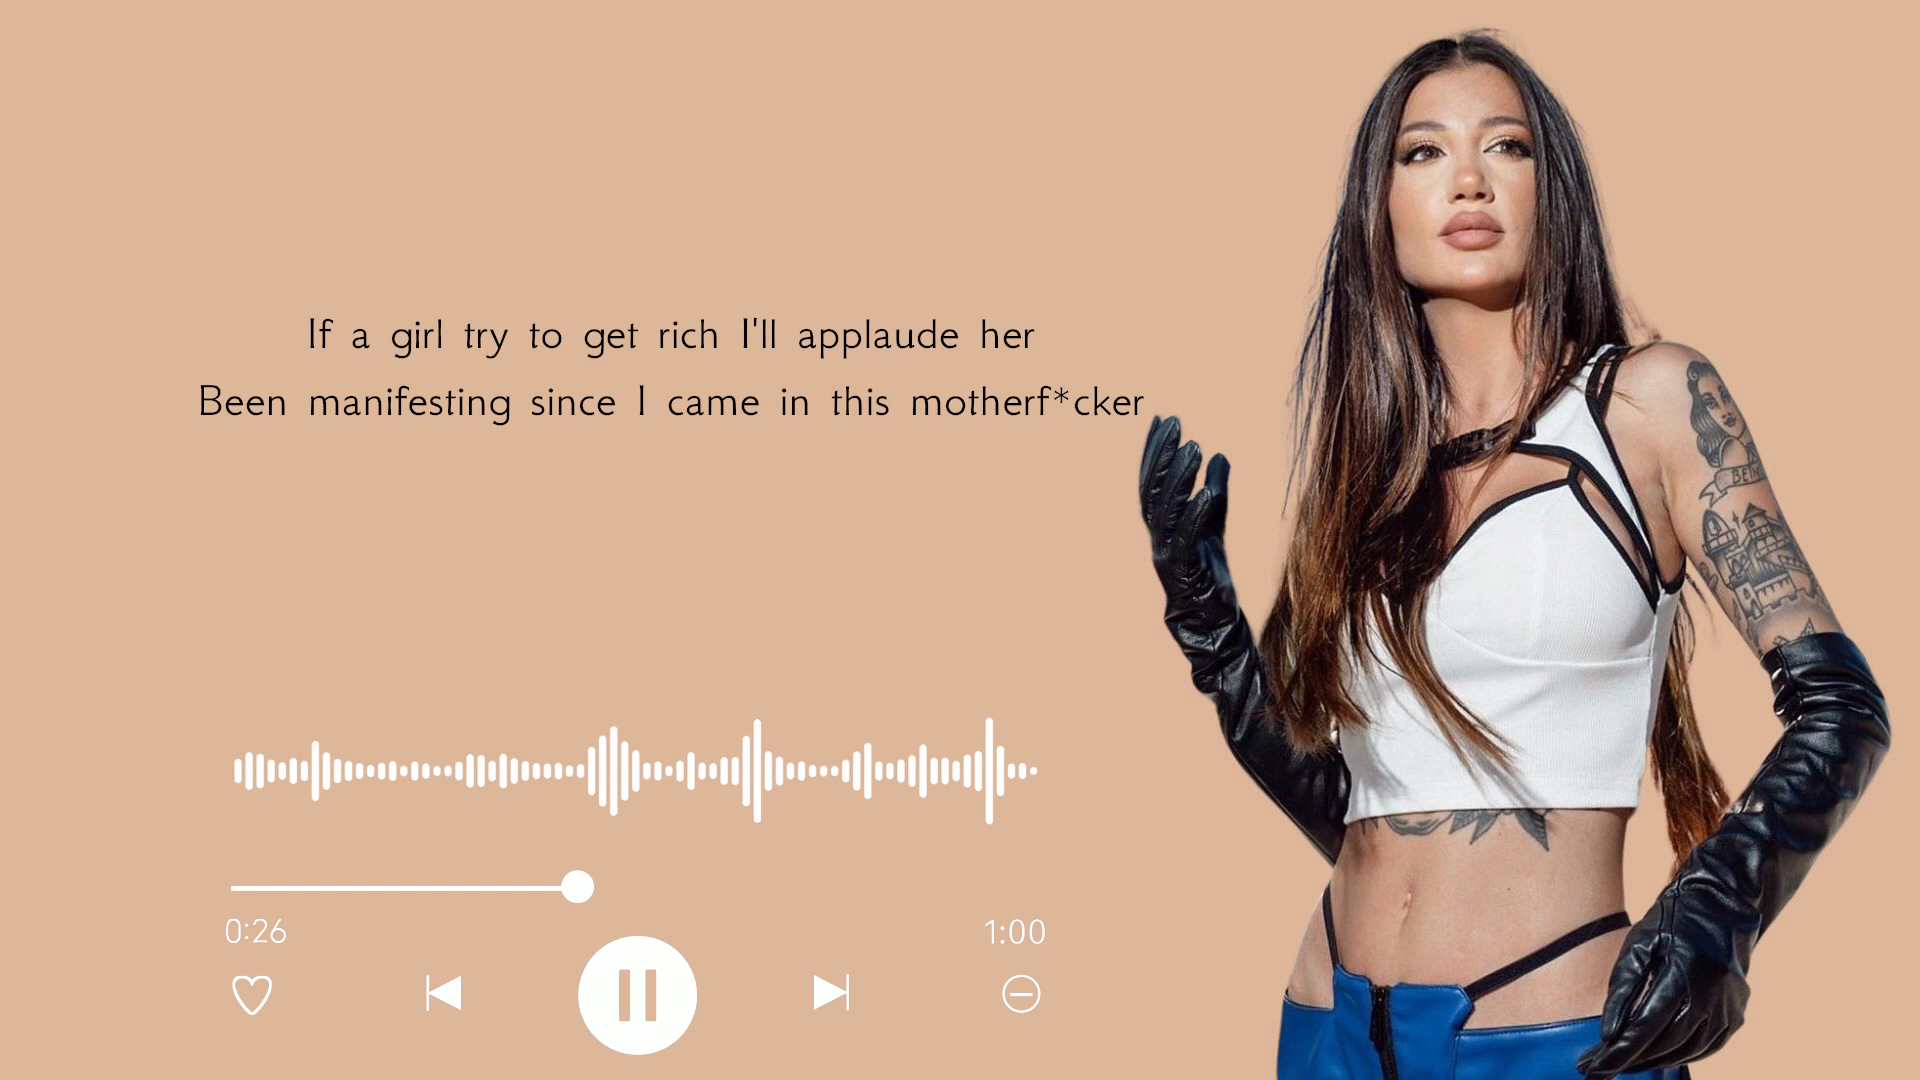 If a girl try to get rich I'll applaude her
Been manifesting since I came in this motherf*cker
0:26
1:00